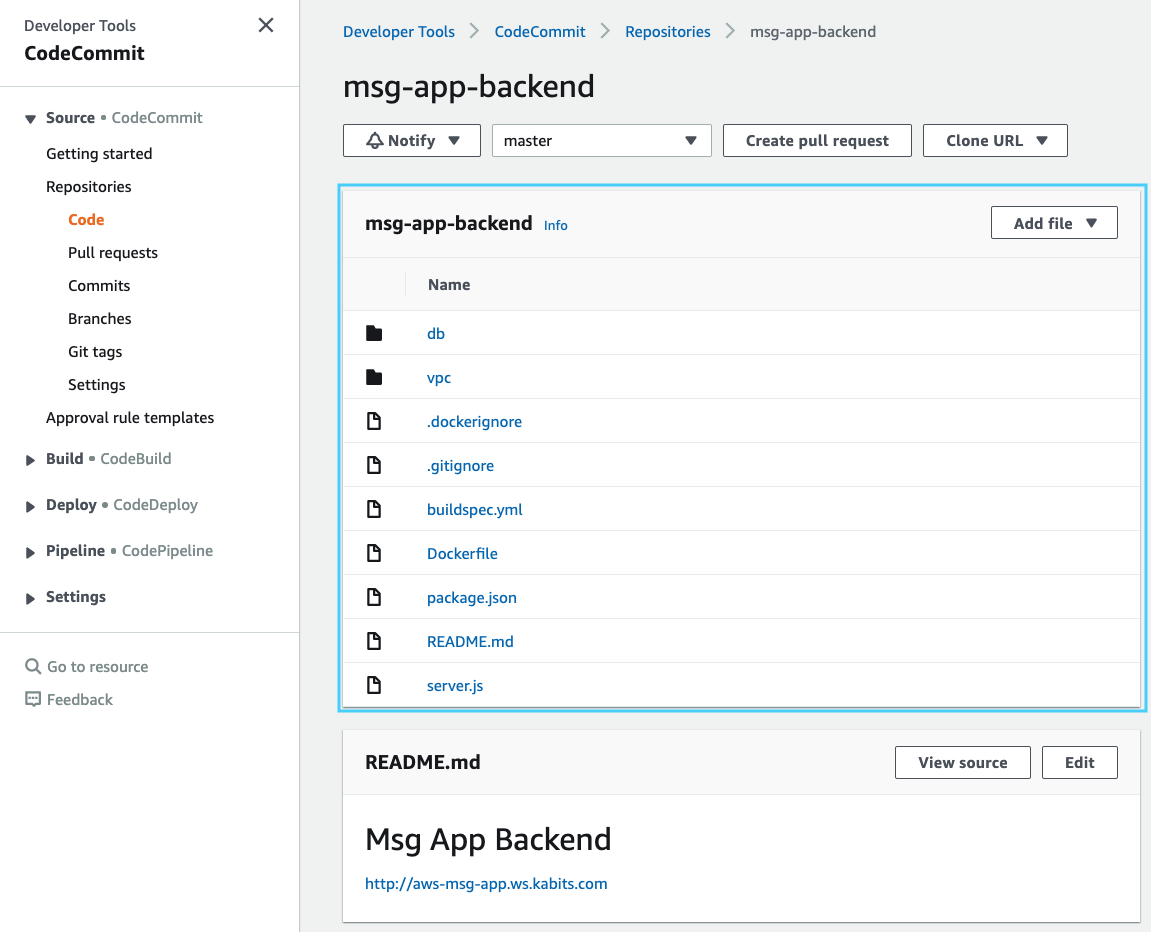 Developer Tools
CodeCommit
Source • CodeCommit
Getting started
Repositories
Code
Pull requests
Commits
Branches
Git tags
Settings
Approval rule templates
Build • CodeBuild
Deploy • CodeDeploy
Pipeline • CodePipeline
Settings
Go to resource
Feedback
Developer Tools > CodeCommit > Repositories > msg-app-backend
msg-app-backend
Notify master Create pull request Clone URL
msg-app-backend Info Add file
Name
db
vpc
.dockerignore
.gitignore
buildspec.yml
Dockerfile
package.json
README.md
server.js
README.md View source Edit
Msg App Backend
http://aws-msg-app.ws.kabits.com